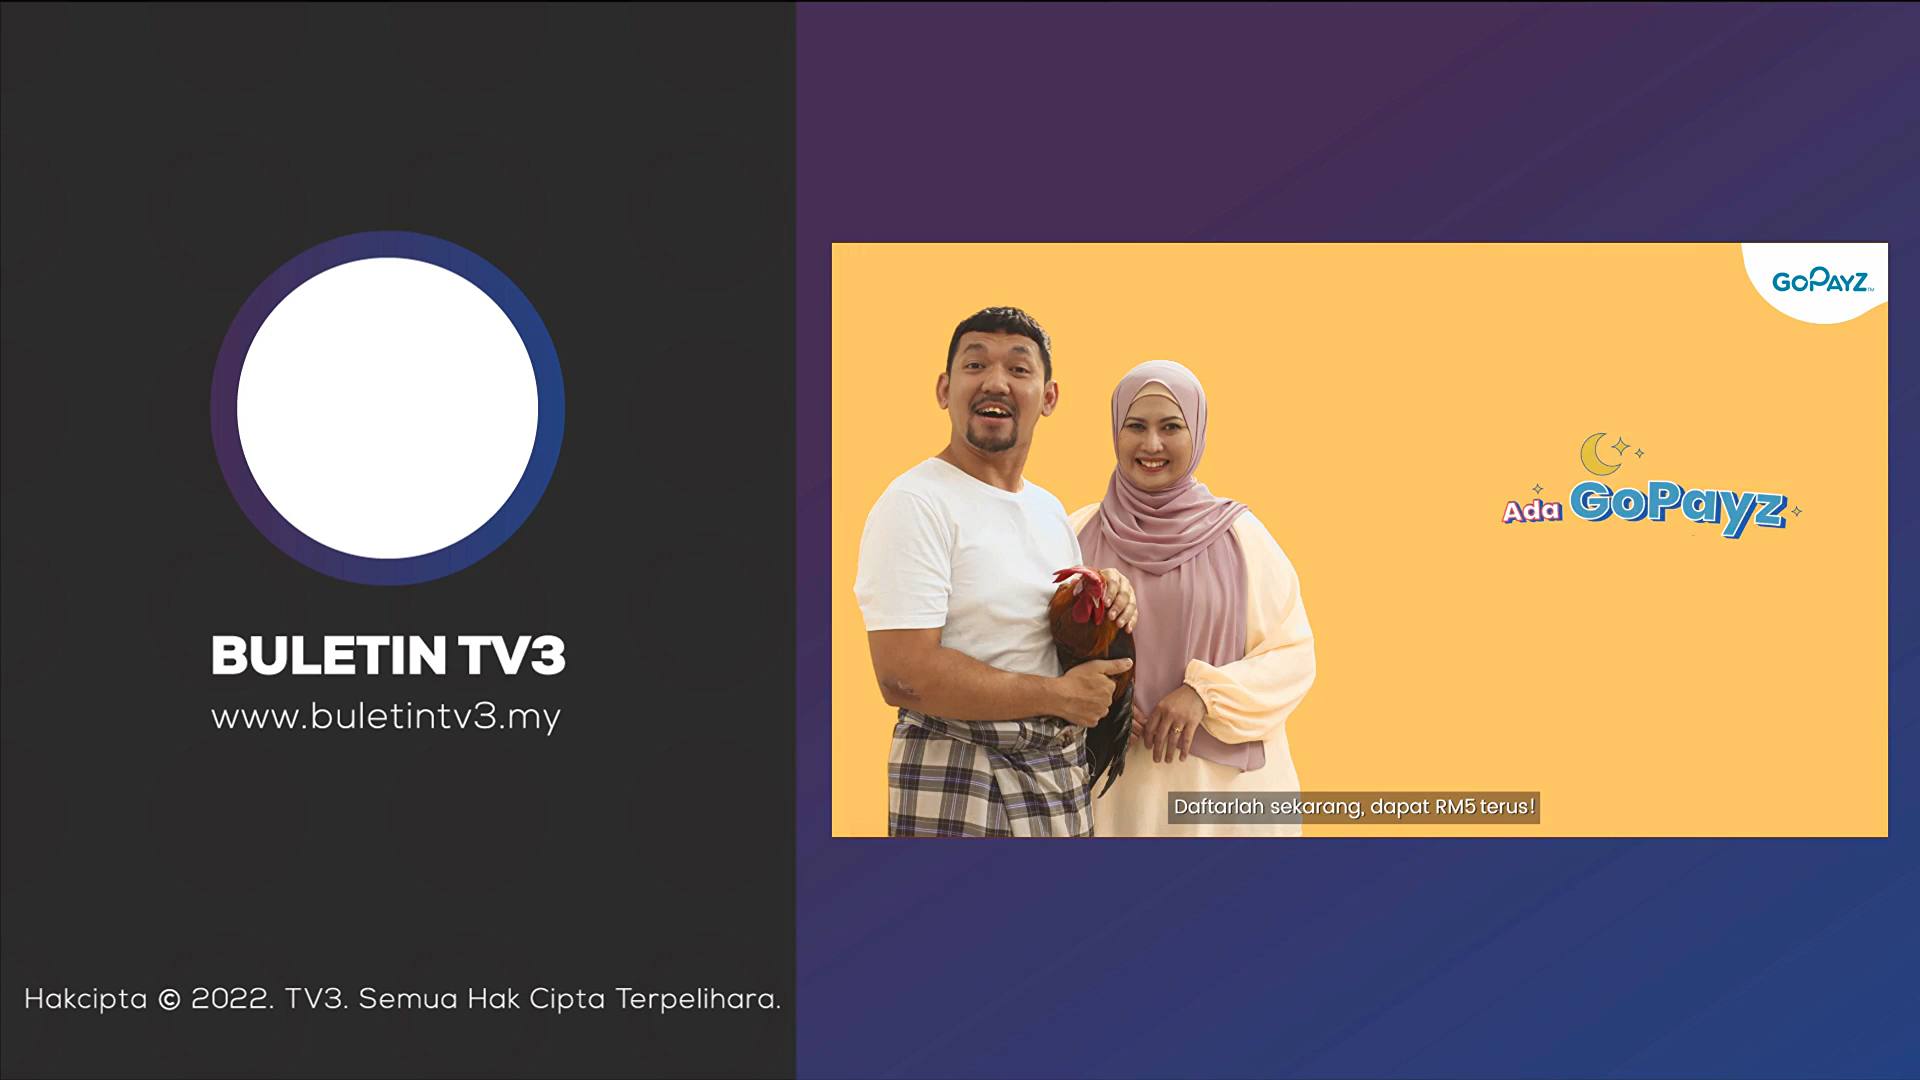 BULETIN TV3
www.buletintv3.my
Hakcipta © 2022. TV3. Semua Hak Cipta Terpelihara.
GOPAYZ™
Ada GoPayz
Daftarlah sekarang, dapat RM5 terus!